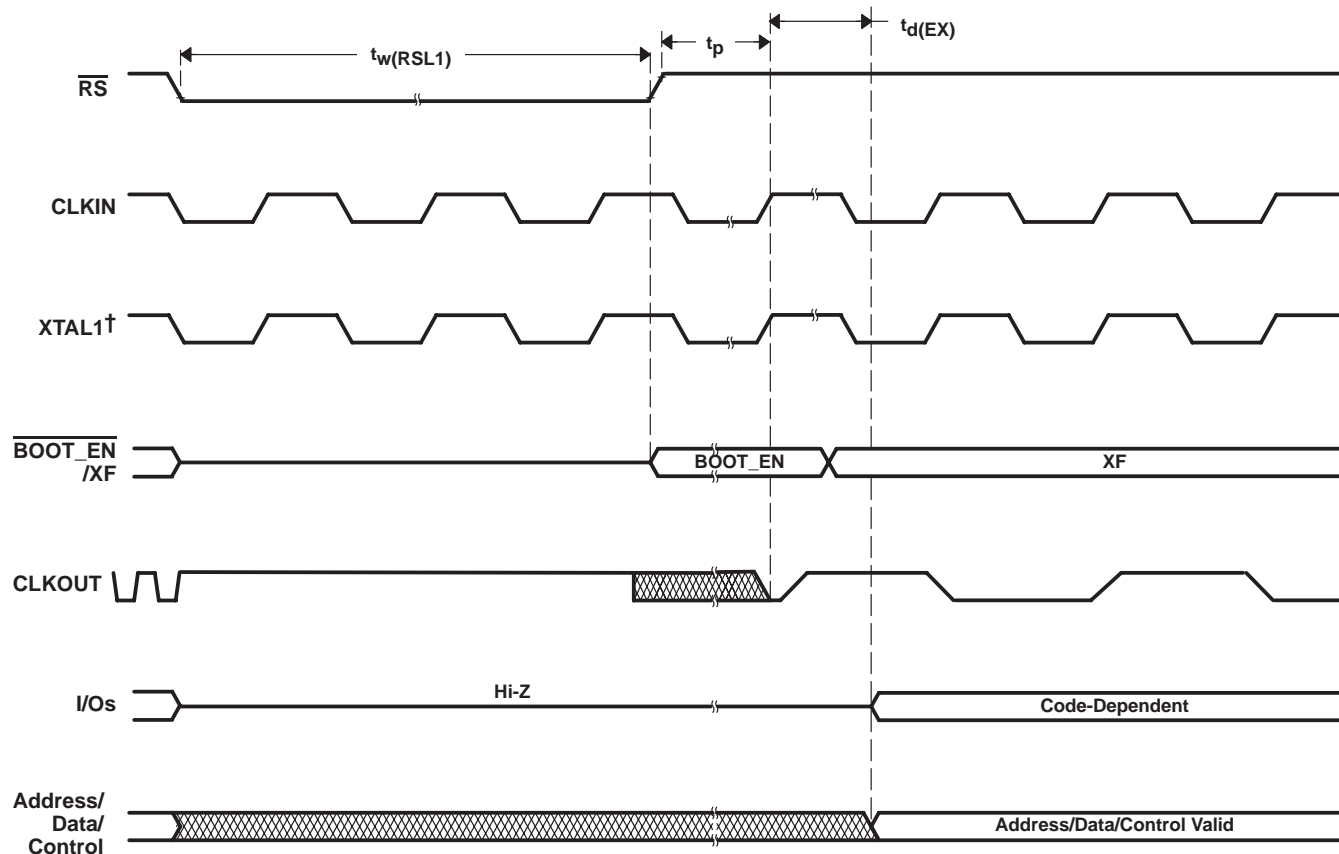 td(EX)
tw(RSL1)
tp
RS
CLKIN
XTAL1†
BOOT_EN
/XF
BOOT_EN
XF
CLKOUT
I/Os
Hi-Z
Code-Dependent
Address/
Data/
Control
Address/Data/Control Valid